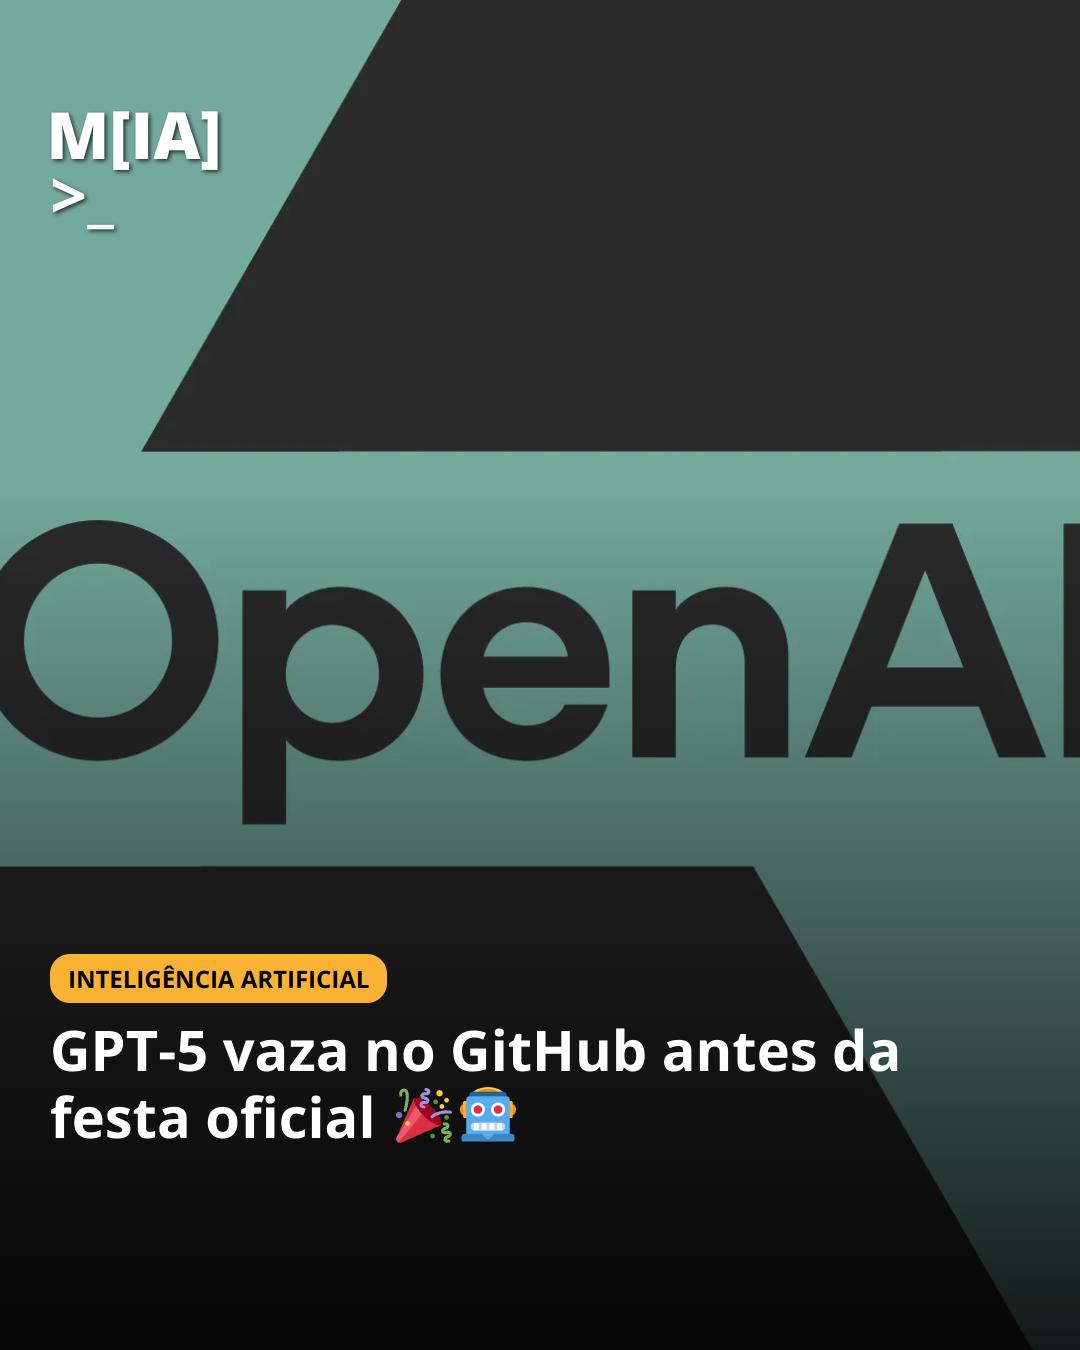 M[IA]
>_
OpenAI
INTELIGÊNCIA ARTIFICIAL
GPT-5 vaza no GitHub antes da
festa oficial 🎉🤖